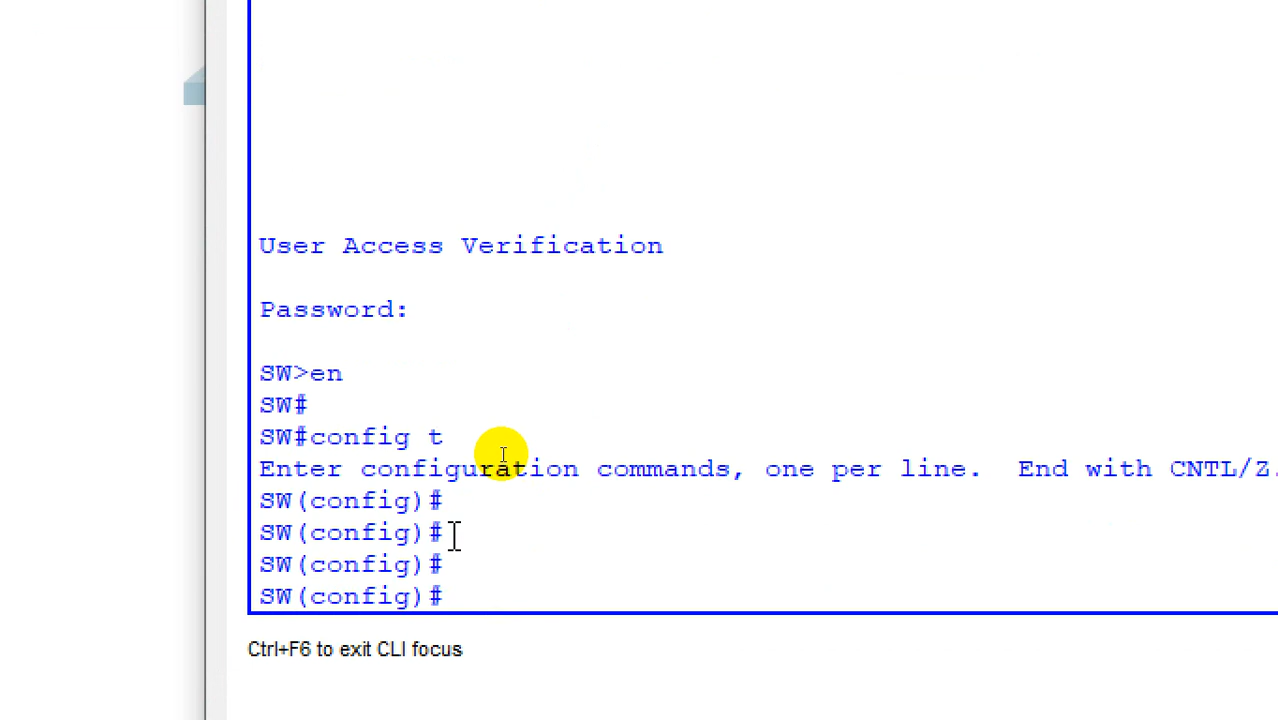 User Access Verification
Password:
SW>en
SW#
SW#config t
Enter configuration commands, one per line.  End with CNTL/Z.
SW(config)#
SW(config)#
SW(config)#
SW(config)#
Ctrl+F6 to exit CLI focus